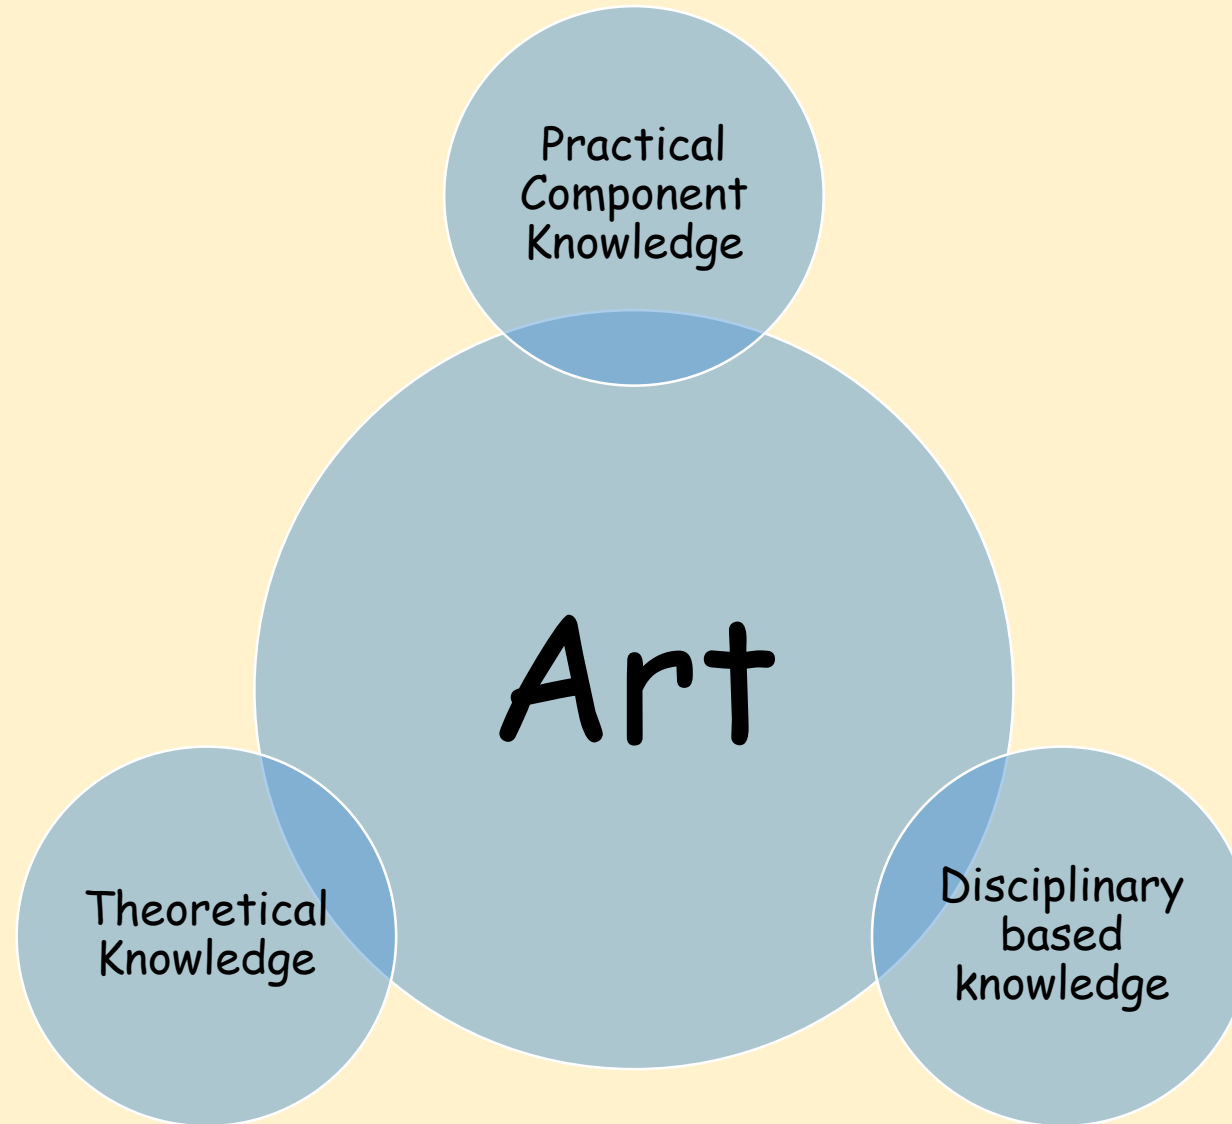 Practical
Component
Knowledge
Art
Theoretical
Knowledge
Disciplinary
based
knowledge